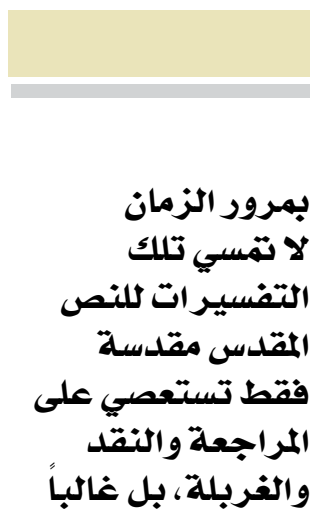 بمرور الزمان
لا تمسي تلك
التفسيرات للنص
المقدس مقدسة
فقط تستعصي على
المراجعة والنقد
والغربلة، بل غالباً